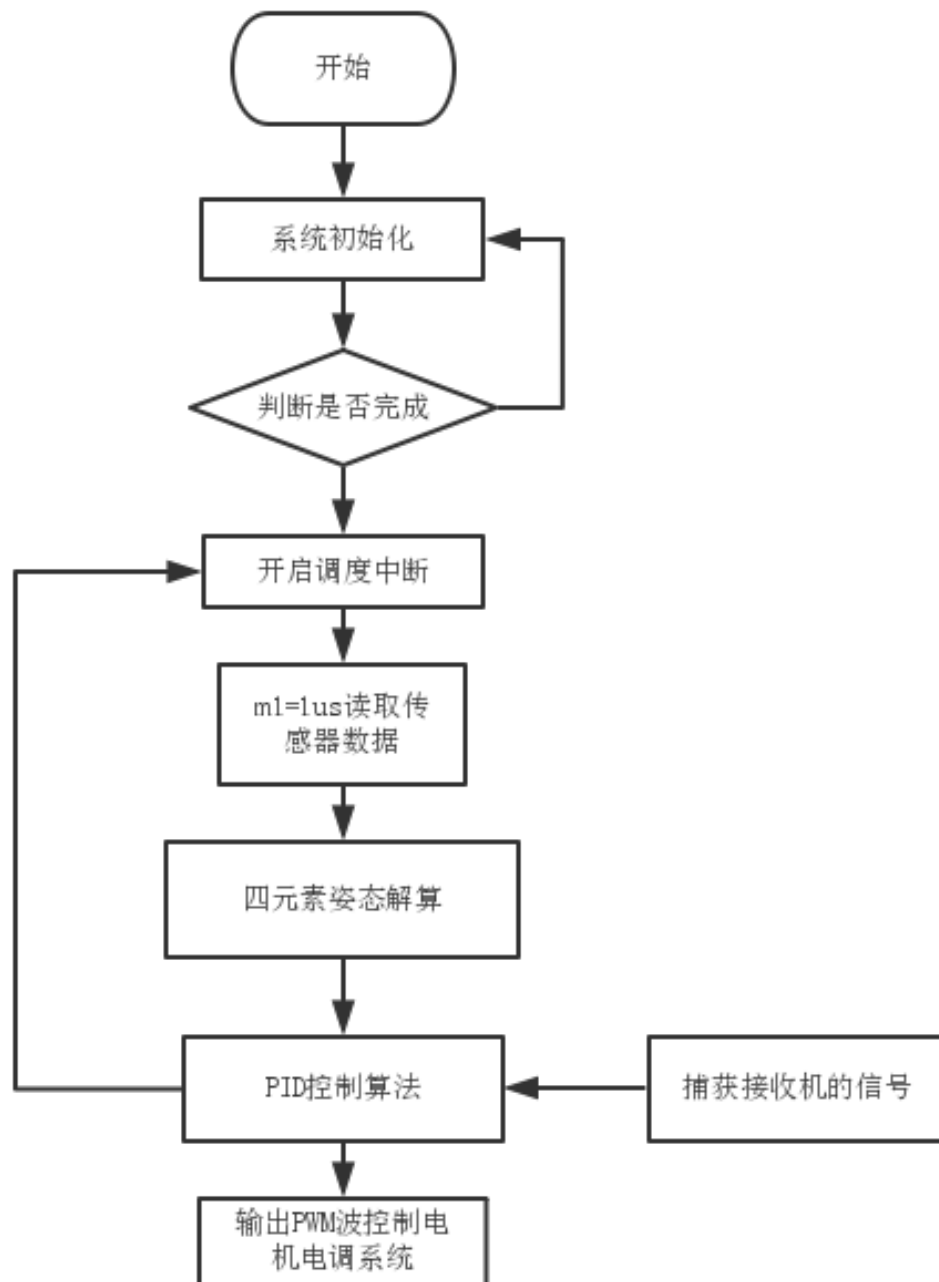 开始
系统初始化
判断是否完成
开启调度中断
m1=1us读取传
感器数据
四元素姿态解算
PID控制算法
捕获接收机的信号
输出PWM波控制电
机电调系统